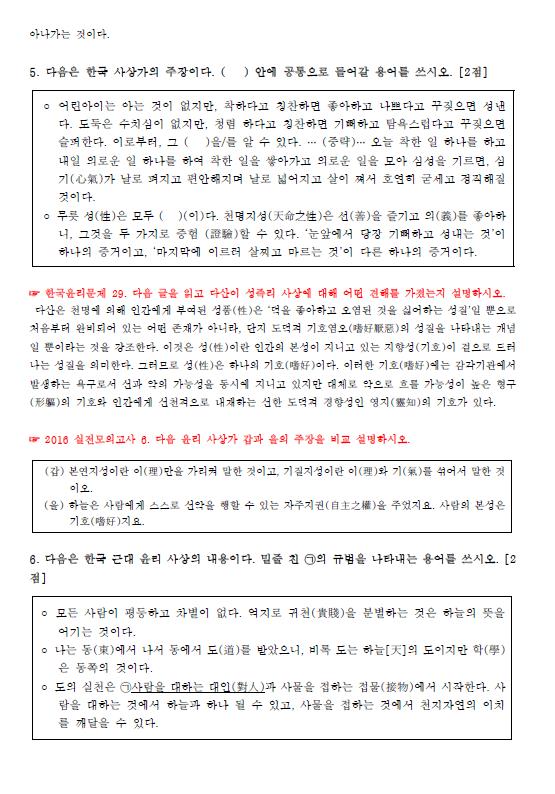 아나가는 것이다.
5. 다음은 한국 사상가의 주장이다. (    ) 안에 공통으로 들어갈 용어를 쓰시오. [2점]
○ 어린아이는 아는 것이 없지만, 착하다고 칭찬하면 좋아하고 나쁘다고 꾸짖으면 성낸
다. 도둑은 수치심이 없지만, 청렴 하다고 칭찬하면 기뻐하고 탐욕스럽다고 꾸짖으면
슬퍼한다. 이로부터, 그 (    )을/를 알 수 있다. … (중략)… 오늘 착한 일 하나를 하고
내일 의로운 일 하나를 하여 착한 일을 쌓아가고 의로운 일을 모아 심성을 기르면, 심
기(心氣)가 날로 펴지고 편안해지며 날로 넓어지고 살이 쪄서 호연히 굳세고 정직해질
것이다.
○ 무릇 성(性)은 모두 (    )(이)다. 천명지성(天命之性)은 선(善)을 즐기고 의(義)를 좋아하
니, 그것을 두 가지로 증험 (證驗)할 수 있다. ‘눈앞에서 당장 기뻐하고 성내는 것’이
하나의 증거이고, ‘마지막에 이르러 살찌고 마르는 것’이 다른 하나의 증거이다.
☞ 한국윤리문제 29. 다음 글을 읽고 다산이 성즉리 사상에 대해 어떤 견해를 가졌는지 설명하시오.
다산은 천명에 의해 인간에게 부여된 성품(性)은 ‘덕을 좋아하고 오염된 것을 싫어하는 성질’일 뿐으로
처음부터 완비되어 있는 어떤 존재가 아니라, 단지 도덕적 기호염오(嗜好厭惡)의 성질을 나타내는 개념
일 뿐이라는 것을 강조한다. 이것은 성(性)이란 인간의 본성이 지니고 있는 지향성(기호)이 겉으로 드러
나는 성질을 의미한다. 그러므로 성(性)은 하나의 기호(嗜好)이다. 이러한 기호(嗜好)에는 감각기관에서
발생하는 욕구로서 선과 악의 가능성을 동시에 지니고 있지만 대체로 악으로 흐를 가능성이 높은 형구
(形軀)의 기호와 인간에게 선천적으로 내재하는 선한 도덕적 경향성인 영지(靈知)의 기호가 있다.
☞ 2016 실전모의고사 6. 다음 윤리 사상가 갑과 을의 주장을 비교 설명하시오.
(갑) 본연지성이란 이(理)만을 가리켜 말한 것이고, 기질지성이란 이(理)와 기(氣)를 섞어서 말한 것
이오.
(을) 하늘은 사람에게 스스로 선악을 행할 수 있는 자주지권(自主之權)을 주었지요. 사람의 본성은
기호(嗜好)지요.
6. 다음은 한국 근대 윤리 사상의 내용이다. 밑줄 친 ㉠의 규범을 나타내는 용어를 쓰시오. [2
점]
○ 모든 사람이 평등하고 차별이 없다. 억지로 귀천(貴賤)을 분별하는 것은 하늘의 뜻을
어기는 것이다.
○ 나는 동(東)에서 나서 동에서 도(道)를 받았으니, 비록 도는 하늘[天]의 도이지만 학(學)
은 동쪽의 것이다.
○ 도의 실천은 ㉠사람을 대하는 대인(對人)과 사물을 접하는 접물(接物)에서 시작한다. 사
람을 대하는 것에서 하늘과 하나 될 수 있고, 사물을 접하는 것에서 천지자연의 이치
를 깨달을 수 있다.